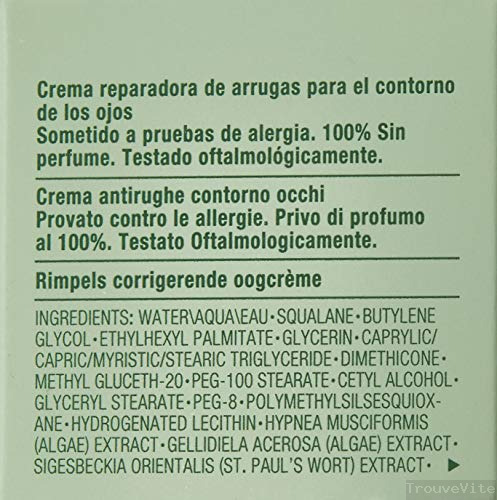 Crema reparadora de arrugas para el contorno
de los ojos
Sometido a pruebas de alergia. 100% Sin
perfume. Testado oftalmológicamente.
Crema antirughe contorno occhi
Provato contro le allergie. Privo di profumo
al 100%. Testato Oftalmologicamente.
Rimpels corrigerende oogcrème
INGREDIENTS: WATER\AQUA\EAU•SQUALANE•BUTYLENE
GLYCOL•ETHYLHEXYL PALMITATE•GLYCERIN•CAPRYLIC/
CAPRIC/MYRISTIC/STEARIC TRIGLYCERIDE•DIMETHICONE•
METHYL GLUCETH-20•PEG-100 STEARATE•CETYL ALCOHOL•
GLYCERYL STEARATE•PEG-8•POLYMETHYLSILSESQUIOX-
ANE•HYDROGENATED LECITHIN•HYPNEA MUSCIFORMIS
(ALGAE) EXTRACT•GELLIDIELA ACEROSA (ALGAE) EXTRACT•
SIGESBECKIA ORIENTALIS (ST. PAUL'S WORT) EXTRACT• ▶
TrouveVite